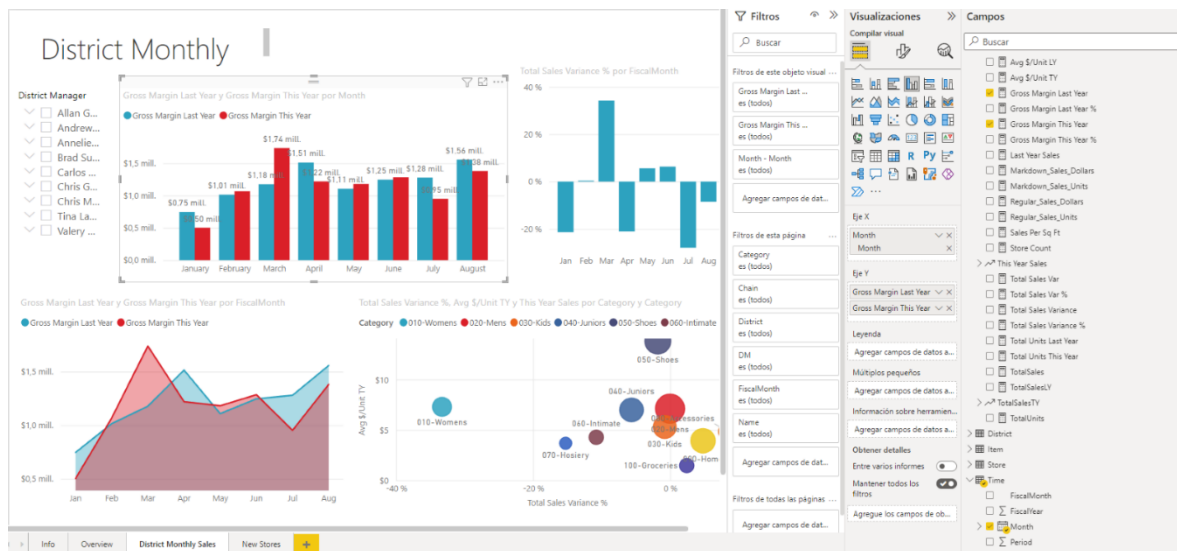 District Monthly
District Manager
Allan G...
Andrew...
Annelie...
Brad Su...
Carlos ...
Chris G...
Chris M...
Tina La...
Valery ...
Gross Margin Last Year y Gross Margin This Year por Month
Gross Margin Last Year Gross Margin This Year
$1,5 mill.
$1,0 mill.
$0,5 mill.
$0,0 mill.
$0.75 mill.
$1.01 mill.
$1.74 mill.
$1,51 mill.
$1,11 mill.
$1,25 mill.
$1,28 mill.
$1,56 mill.
January February March April May June July August
Total Sales Variance % por FiscalMonth
40 %
20 %
0 %
-20 %
Jan Feb Mar Apr May Jun Jul Aug
Gross Margin Last Year y Gross Margin This Year por FiscalMonth
Gross Margin Last Year Gross Margin This Year
$1,5 mill.
$1,0 mill.
$0,5 mill.
Jan Feb Mar Apr May Jun Jul Aug
Total Sales Variance %, Avg $/Unit TY y This Year Sales por Category y Category
Category 010-Womens 020-Mens 030-Kids 040-Juniors 050-Shoes 060-Intimate
Avg $/Unit TY
$10
$5
$0
050-Shoes
010-Womens
060-Intimate
030-Kids
070-Hosiery
100-Groceries
-40 % -20 % 0 %
Total Sales Variance %
Info Overview District Monthly Sales New Stores +
Filtros
Buscar
Filtros de este objeto visual ...
Gross Margin Last ...
es (todos)
Gross Margin This ...
es (todos)
Month - Month
es (todos)
Agregar campos de dat...
Filtros de esta página ...
Category
es (todos)
Chain
es (todos)
District
es (todos)
DM
es (todos)
FiscalMonth
es (todos)
Name
es (todos)
Agregar campos de dat...
Filtros de todas las páginas ...
Agregar campos de dat...
Visualizaciones
Compilar visual
R Py
Eje X
Month
Month
Eje Y
Gross Margin Last Year
Gross Margin This Year
Leyenda
Agregar campos de datos a...
Múltiples pequeños
Agregar campos de datos a...
Información sobre herramien...
Agregar campos de datos a...
Obtener detalles
Entre varios informes
Mantener todos los
filtros
Agregue los campos de ob...
Campos
Buscar
Avg $/Unit LY
Avg $/Unit TY
Gross Margin Last Year
Gross Margin Last Year %
Gross Margin This Year
Gross Margin This Year %
Last Year Sales
Markdown_Sales_Dollars
Markdown_Sales_Units
Regular_Sales_Dollars
Regular_Sales_Units
Sales Per Sq Ft
Store Count
This Year Sales
Total Sales Var
Total Sales Var %
Total Sales Variance
Total Sales Variance %
Total Units Last Year
Total Units This Year
TotalSales
TotalSalesLY
TotalSalesTY
TotalUnits
District
Item
Store
Time
FiscalMonth
FiscalYear
Month
Period